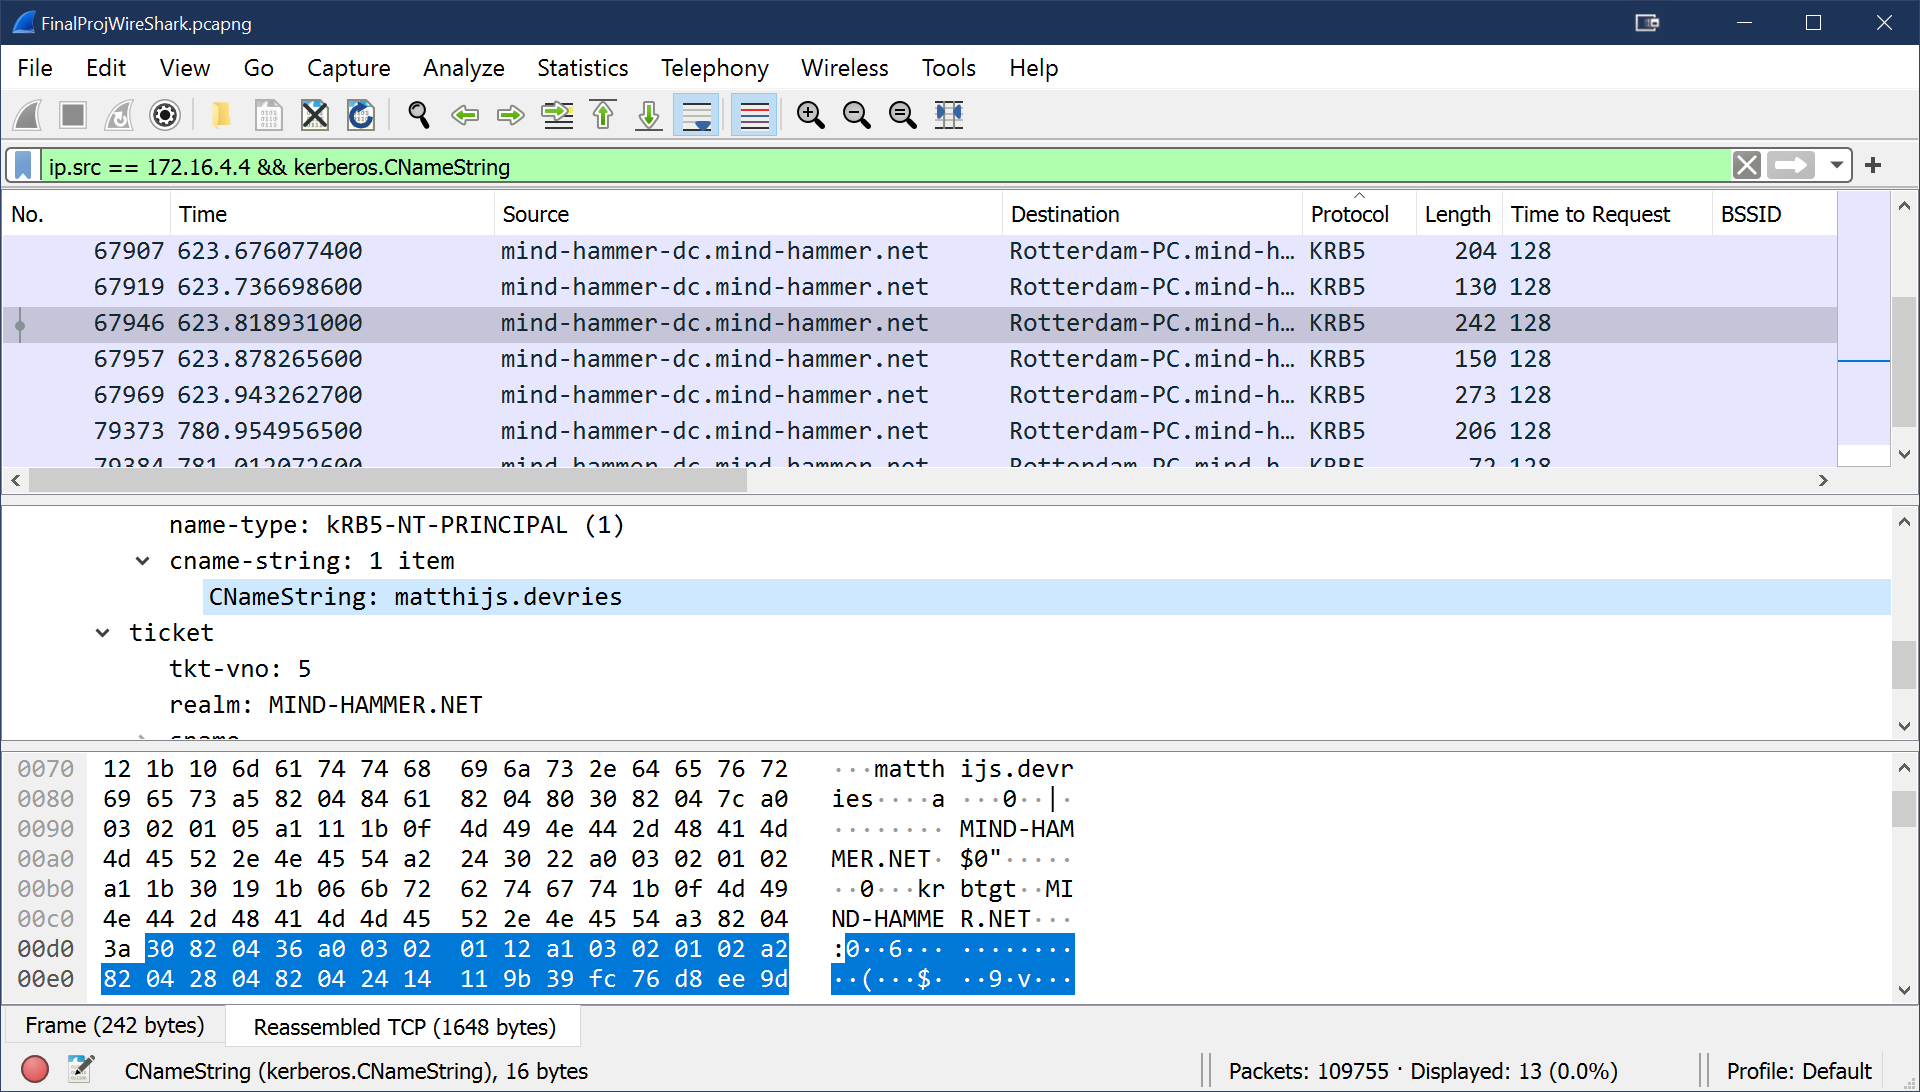 FinalProjWireShark.pcapng
File Edit View Go Capture Analyze Statistics Telephony Wireless Tools Help
ip.src == 172.16.4.4 && kerberos.CNameString
No. Time Source Destination Protocol Length Time to Request BSSID
67907 623.676077400 mind-hammer-dc.mind-hammer.net Rotterdam-PC.mind-h… KRB5 204 128
67919 623.736698600 mind-hammer-dc.mind-hammer.net Rotterdam-PC.mind-h… KRB5 130 128
67946 623.818931000 mind-hammer-dc.mind-hammer.net Rotterdam-PC.mind-h… KRB5 242 128
67957 623.878265600 mind-hammer-dc.mind-hammer.net Rotterdam-PC.mind-h… KRB5 150 128
67969 623.943262700 mind-hammer-dc.mind-hammer.net Rotterdam-PC.mind-h… KRB5 273 128
79373 780.954956500 mind-hammer-dc.mind-hammer.net Rotterdam-PC.mind-h… KRB5 206 128
79384 781.012072600 mind-hammer-dc.mind-hammer.net Rotterdam-PC.mind-h… KRB5 72 128
name-type: kRB5-NT-PRINCIPAL (1)
cname-string: 1 item
CNameString: matthijs.devries
ticket
tkt-vno: 5
realm: MIND-HAMMER.NET
0070 12 1b 10 6d 61 74 74 68 69 6a 73 2e 64 65 76 72 ···matth ijs.devr
0080 69 65 73 a5 82 04 84 61 82 04 80 30 82 04 7c a0 ies····a ···0··|·
0090 03 02 01 05 a1 11 1b 0f 4d 49 4e 44 2d 48 41 4d ········ MIND-HAM
00a0 4d 45 52 2e 4e 45 54 a2 24 30 22 a0 03 02 01 02 MER.NET· $0"·····
00b0 a1 1b 30 19 1b 06 6b 72 62 74 67 74 1b 0f 4d 49 ··0···kr btgt··MI
00c0 4e 44 2d 48 41 4d 4d 45 52 2e 4e 45 54 a3 82 04 ND-HAMME R.NET···
00d0 3a 30 82 04 36 a0 03 02 01 12 a1 03 02 01 02 a2 :0··6··· ········
00e0 82 04 28 04 82 04 24 14 11 9b 39 fc 76 d8 ee 9d ··(···$· ··9·v···
Frame (242 bytes) Reassembled TCP (1648 bytes)
CNameString (kerberos.CNameString), 16 bytes Packets: 109755 · Displayed: 13 (0.0%) Profile: Default